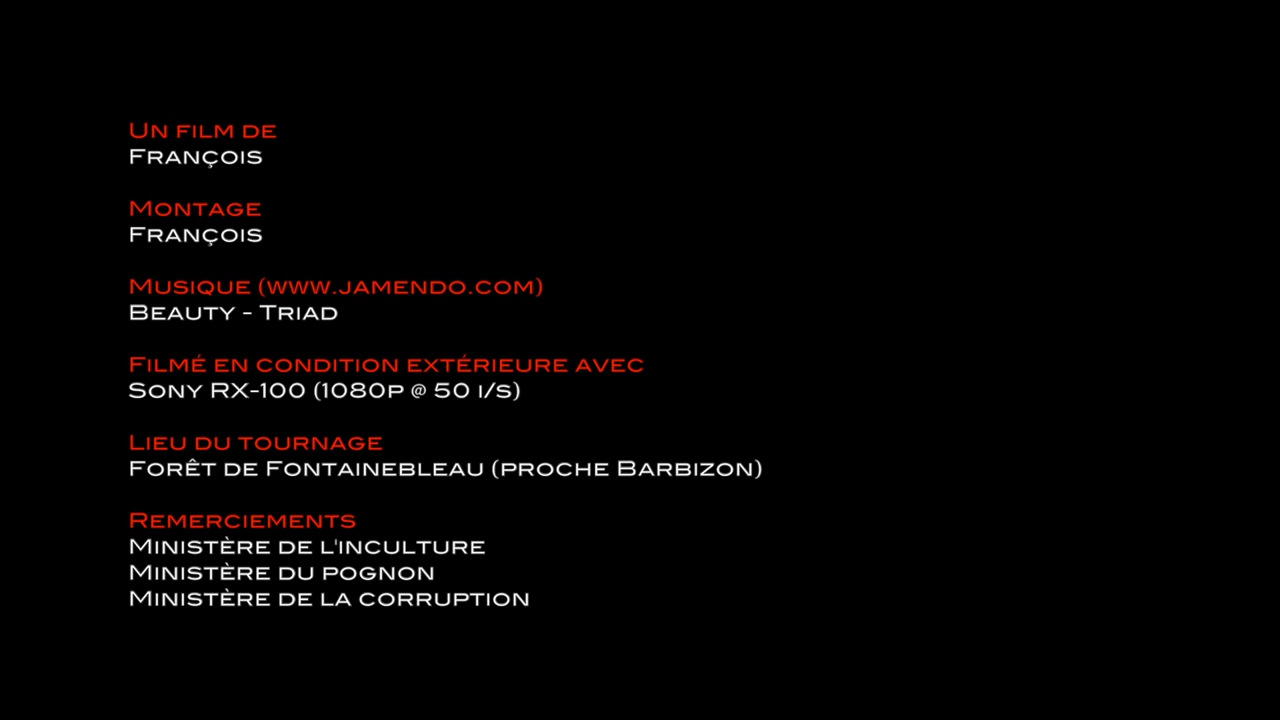 Un film de
François
Montage
François
Musique (www.jamendo.com)
Beauty - Triad
Filmé en condition extérieure avec
Sony RX-100 (1080p @ 50 i/s)
Lieu du tournage
Forêt de Fontainebleau (proche Barbizon)
Remerciements
Ministère de l'inculture
Ministère du pognon
Ministère de la corruption